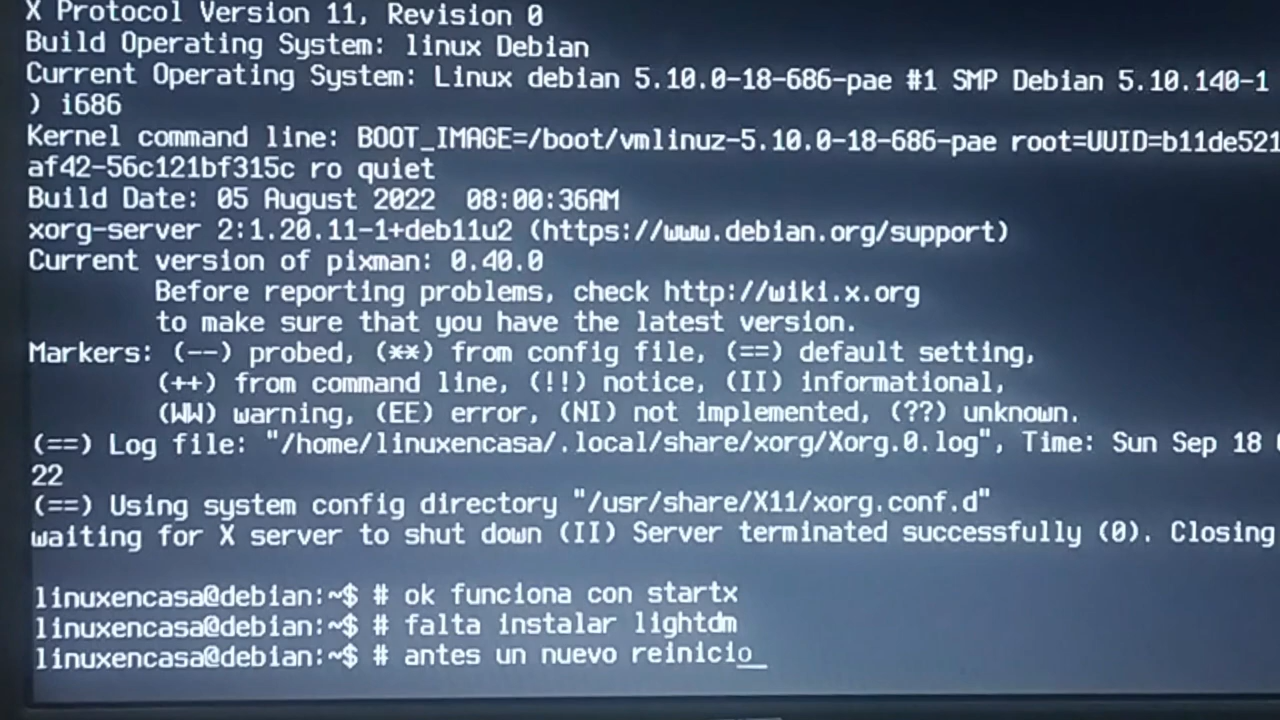 X Protocol Version 11, Revision 0
Build Operating System: linux Debian
Current Operating System: Linux debian 5.10.0-18-686-pae #1 SMP Debian 5.10.140-1
) i686
Kernel command line: BOOT_IMAGE=/boot/vmlinuz-5.10.0-18-686-pae root=UUID=b11de521
af42-56c121bf315c ro quiet
Build Date: 05 August 2022  08:00:36AM
xorg-server 2:1.20.11-1+deb11u2 (https://www.debian.org/support)
Current version of pixman: 0.40.0
Before reporting problems, check http://wiki.x.org
to make sure that you have the latest version.
Markers: (--) probed, (**) from config file, (==) default setting,
(++) from command line, (!!) notice, (II) informational,
(WW) warning, (EE) error, (NI) not implemented, (??) unknown.
(==) Log file: "/home/linuxencasa/.local/share/xorg/Xorg.0.log", Time: Sun Sep 18
22
(==) Using system config directory "/usr/share/X11/xorg.conf.d"
waiting for X server to shut down (II) Server terminated successfully (0). Closing
linuxencasa@debian:~$ # ok funciona con startx
linuxencasa@debian:~$ # falta instalar lightdm
linuxencasa@debian:~$ # antes un nuevo reinicio_